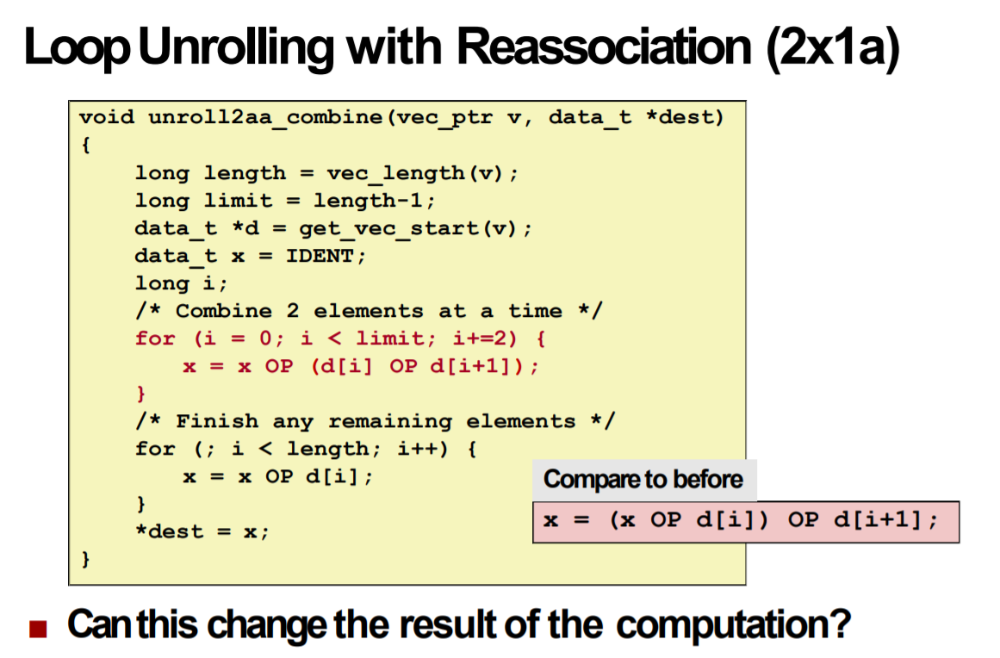 Loop Unrolling with Reassociation (2x1a)
void unroll2aa_combine(vec_ptr v, data_t *dest)
{
    long length = vec_length(v);
    long limit = length-1;
    data_t *d = get_vec_start(v);
    data_t x = IDENT;
    long i;
    /* Combine 2 elements at a time */
    for (i = 0; i < limit; i+=2) {
        x = x OP (d[i] OP d[i+1]);
    }
    /* Finish any remaining elements */
    for (; i < length; i++) {
        x = x OP d[i];
    }
    *dest = x;
}
Compare to before
x = (x OP d[i]) OP d[i+1];
Can this change the result of the computation?